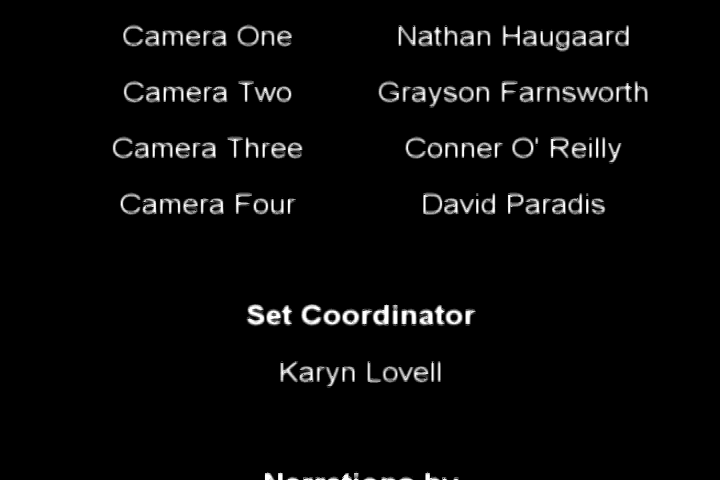 Camera One Nathan Haugaard
Camera Two Grayson Farnsworth
Camera Three Conner O' Reilly
Camera Four David Paradis
Set Coordinator
Karyn Lovell
Narrations by